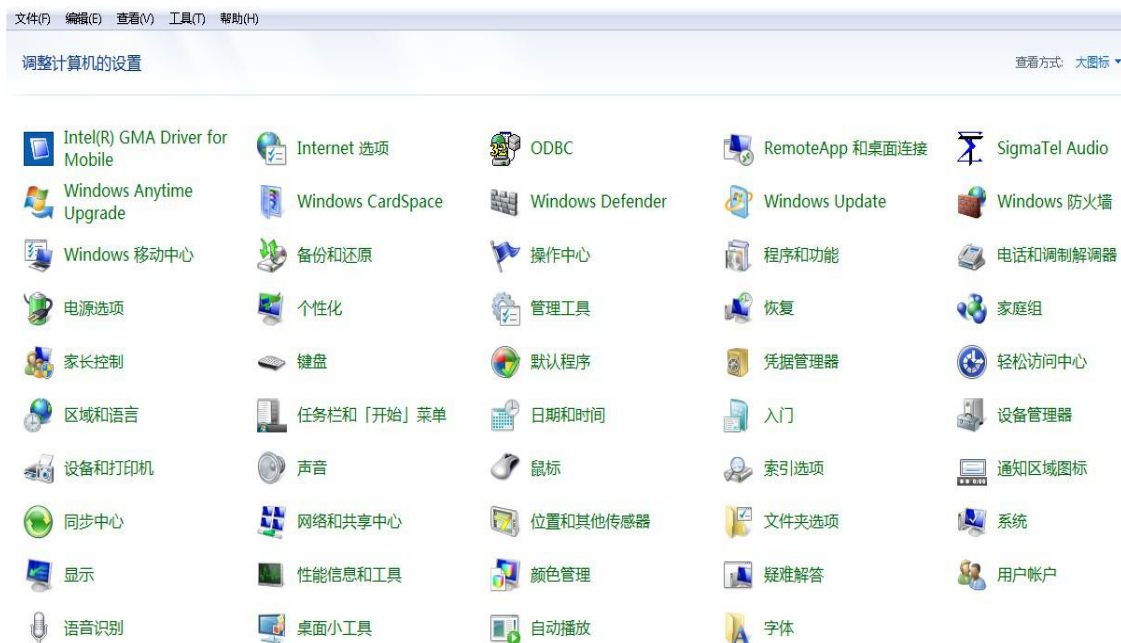 文件(F) 编辑(E) 查看(V) 工具(T) 帮助(H)
调整计算机的设置
查看方式: 大图标
Intel(R) GMA Driver for Mobile
Internet 选项
32
ODBC
RemoteApp 和桌面连接
SigmaTel Audio
Windows Anytime Upgrade
Windows CardSpace
Windows Defender
Windows Update
Windows 防火墙
Windows 移动中心
备份和还原
操作中心
程序和功能
电话和调制解调器
电源选项
个性化
管理工具
恢复
家庭组
家长控制
键盘
默认程序
凭据管理器
轻松访问中心
区域和语言
任务栏和「开始」菜单
日期和时间
入门
设备管理器
设备和打印机
声音
鼠标
索引选项
通知区域图标
同步中心
网络和共享中心
位置和其他传感器
文件夹选项
系统
显示
性能信息和工具
颜色管理
疑难解答
用户帐户
语音识别
桌面小工具
自动播放
字体